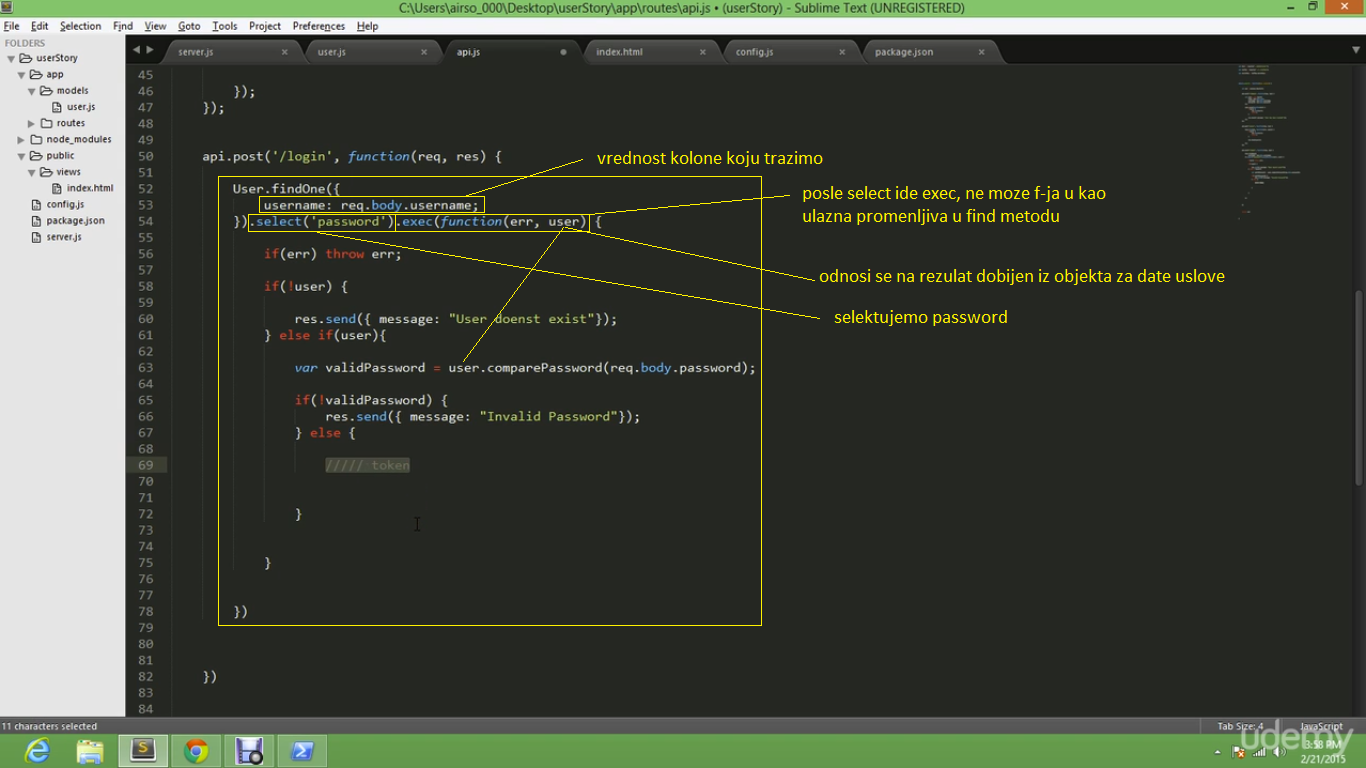 C:\Users\airso_000\Desktop\userStory\app\routes\api.js • (userStory) - Sublime Text (UNREGISTERED)
File Edit Selection Find View Goto Tools Project Preferences Help
FOLDERS
userStory
app
models
user.js
routes
node_modules
public
views
index.html
config.js
package.json
server.js
server.js × user.js × api.js • index.html × config.js × package.json ×
45
46 });
47 });
48
49
50 api.post('/login', function(req, res) {
51
52 User.findOne({
53 username: req.body.username;
54 }).select('password').exec(function(err, user) {
55
56 if(err) throw err;
57
58 if(!user) {
59
60 res.send({ message: "User doenst exist"});
61 } else if(user){
62
63 var validPassword = user.comparePassword(req.body.password);
64
65 if(!validPassword) {
66 res.send({ message: "Invalid Password"});
67 } else {
68
69 ///// token
70
71
72 }
73
74
75 }
76
77
78 })
79
80
81
82 })
83
84
vrednost kolone koju trazimo
posle select ide exec, ne moze f-ja u kao
ulazna promenljiva u find metodu
odnosi se na rezulat dobijen iz objekta za date uslove
selektujemo password
11 characters selected
Tab Size: 4 JavaScript
udemy
3:58 PM
2/21/2015